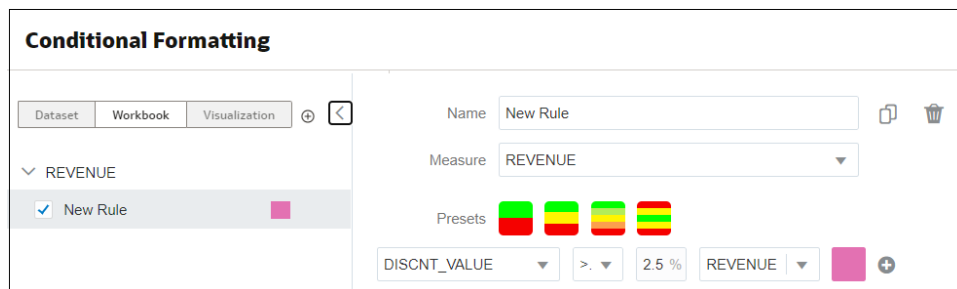 Conditional Formatting
Dataset Workbook Visualization
Name New Rule
Measure REVENUE
REVENUE
New Rule
Presets
DISCNT_VALUE >. 2.5 % REVENUE